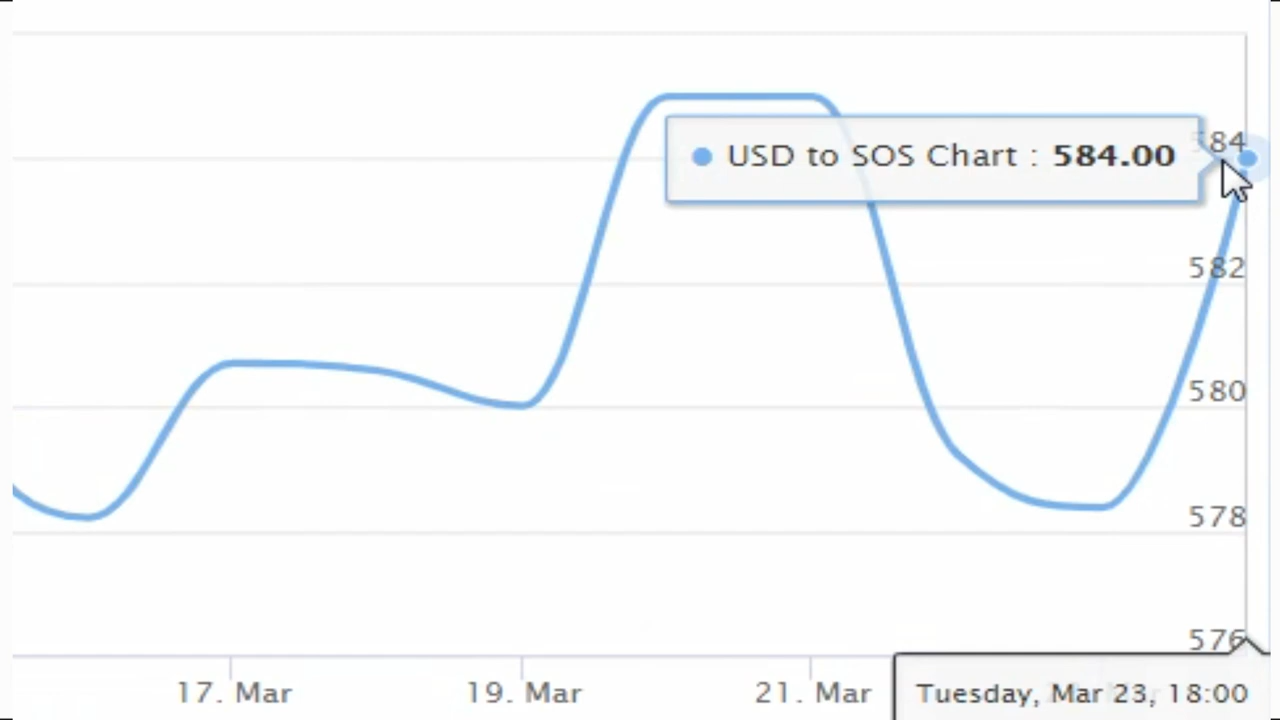 USD to SOS Chart : 584.00
584
582
580
578
576
17. Mar
19. Mar
21. Mar
Tuesday, Mar 23, 18:00